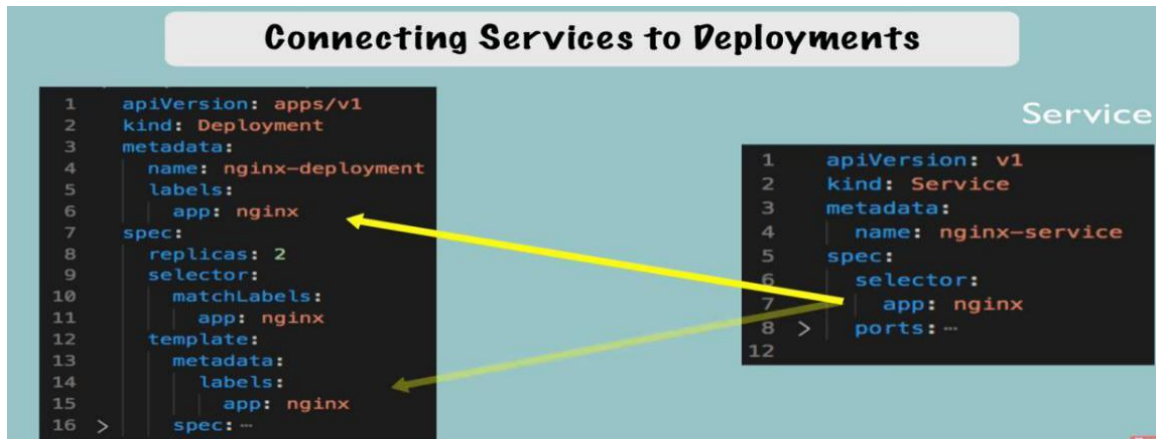 Connecting Services to Deployments
1 apiVersion: apps/v1
2 kind: Deployment
3 metadata:
4 name: nginx-deployment
5 labels:
6 app: nginx
7 spec:
8 replicas: 2
9 selector:
10 matchLabels:
11 app: nginx
12 template:
13 metadata:
14 labels:
15 app: nginx
16 > spec:…
Service
1 apiVersion: v1
2 kind: Service
3 metadata:
4 name: nginx-service
5 spec:
6 selector:
7 app: nginx
8 > ports:…
12